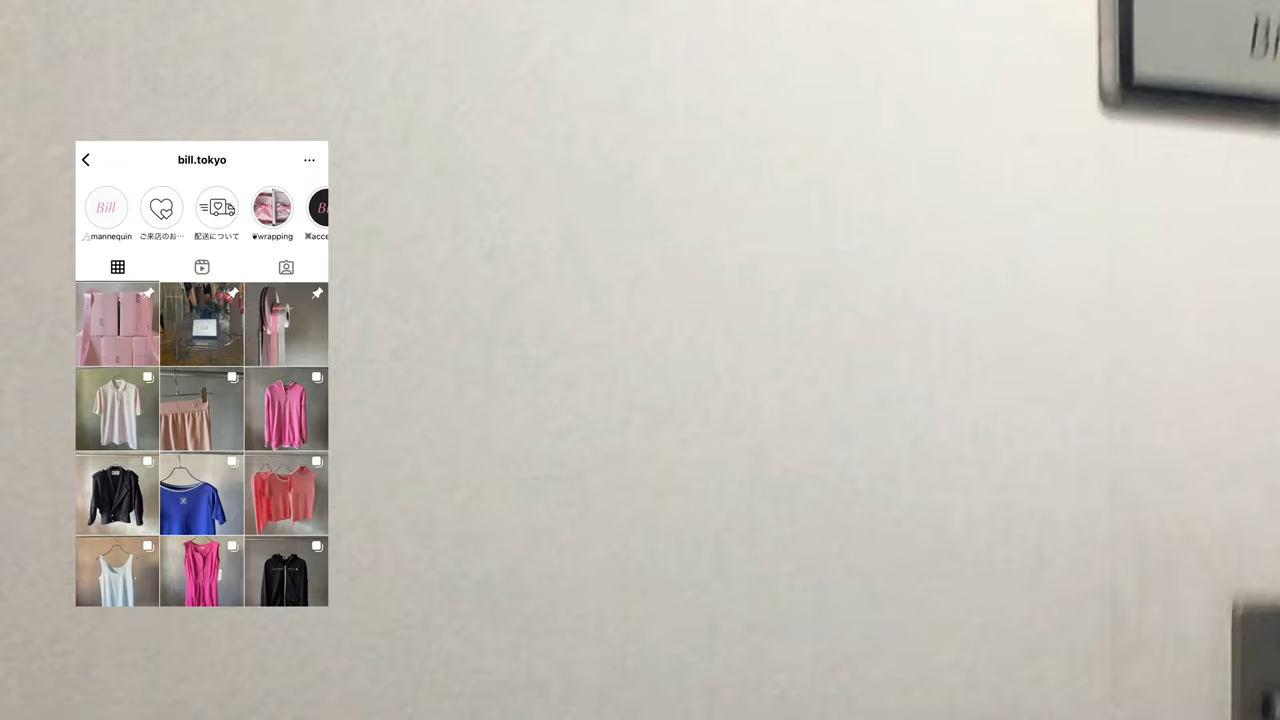 bill.tokyo
Bill
mannequin
ご来店のお…
配送について
❦wrapping
⌘acce